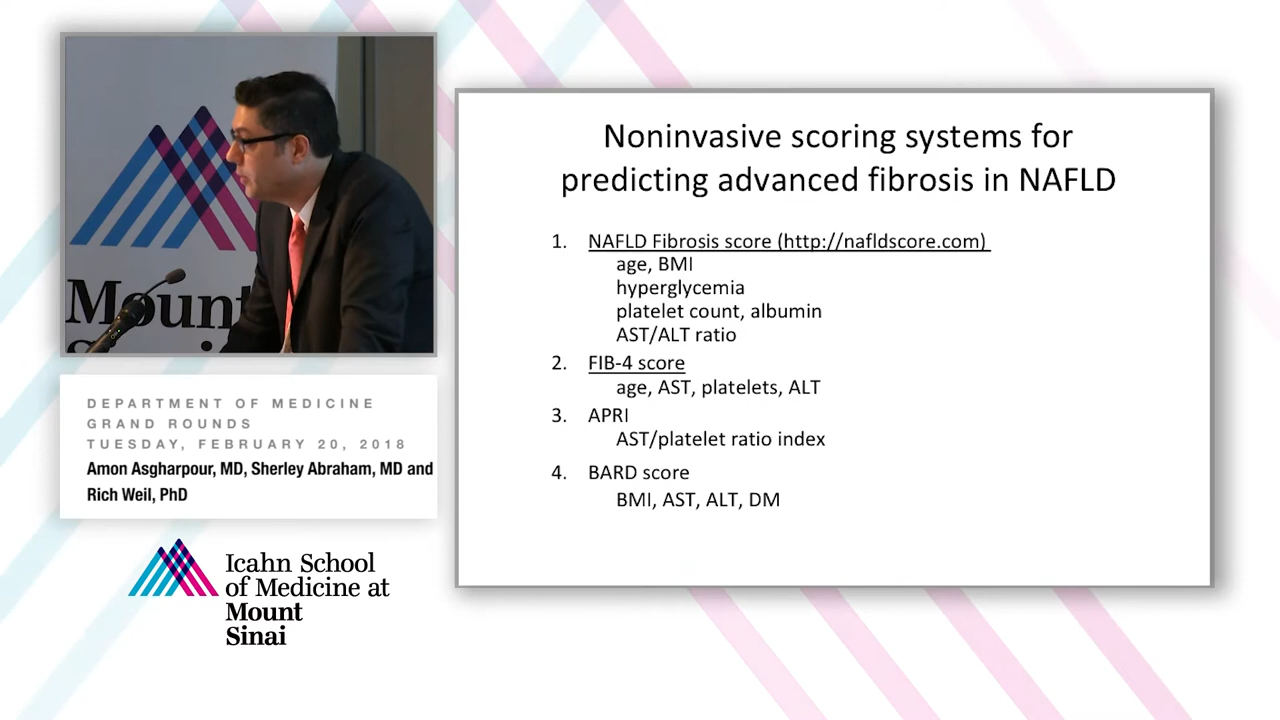 Mount
DEPARTMENT OF MEDICINE
GRAND ROUNDS
TUESDAY, FEBRUARY 20, 2018
Amon Asgharpour, MD, Sherley Abraham, MD and
Rich Weil, PhD
Icahn School
of Medicine at
Mount
Sinai
Noninvasive scoring systems for
predicting advanced fibrosis in NAFLD
1. NAFLD Fibrosis score (http://nafldscore.com)
age, BMI
hyperglycemia
platelet count, albumin
AST/ALT ratio
2. FIB-4 score
age, AST, platelets, ALT
3. APRI
AST/platelet ratio index
4. BARD score
BMI, AST, ALT, DM